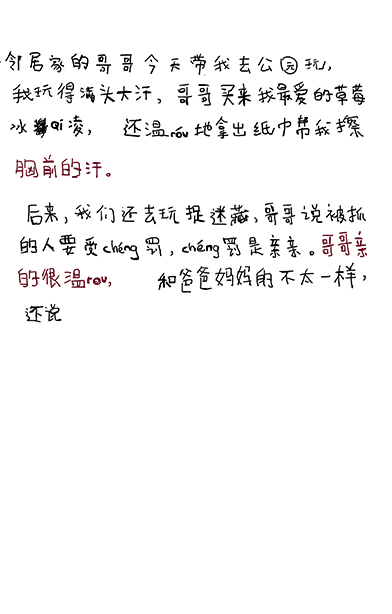 邻居家的哥哥今天带我去公园玩,
我玩得满头大汗,哥哥买来我最爱的草莓
冰qi凌,还温róu地拿出纸巾帮我擦
胸前的汗。
后来,我们还去玩捉迷藏,哥哥说被抓
的人要受chéng罚,chéng罚是亲亲。哥哥亲
的很温rou,和爸爸妈妈的不太一样,
还说